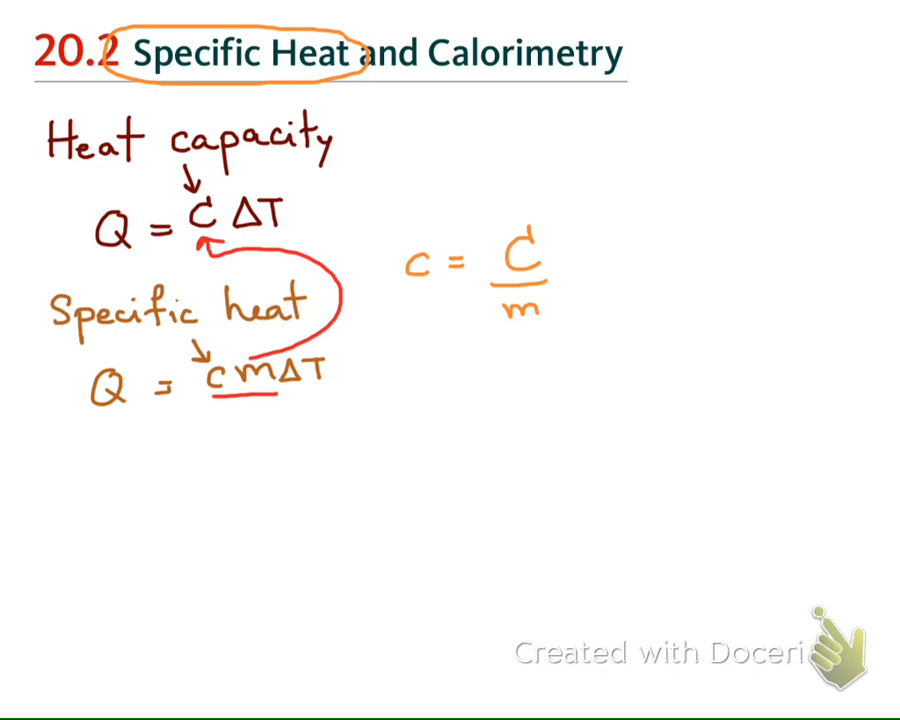 20.2 Specific Heat and Calorimetry
Heat capacity
Q = C ΔT
c = C
m
Specific heat
Q = c m ΔT
Created with Doceri